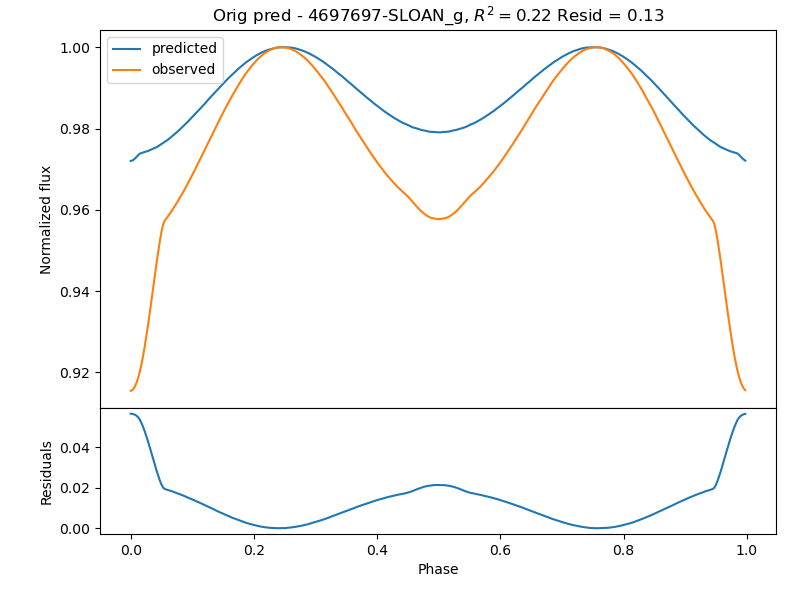 Orig pred - 4697697-SLOAN_g, $R^2 = 0.22$ Resid = 0.13
predicted
observed
1.00
0.98
0.96
0.94
0.92
Normalized flux
0.04
0.02
0.00
Residuals
0.0 0.2 0.4 0.6 0.8 1.0
Phase